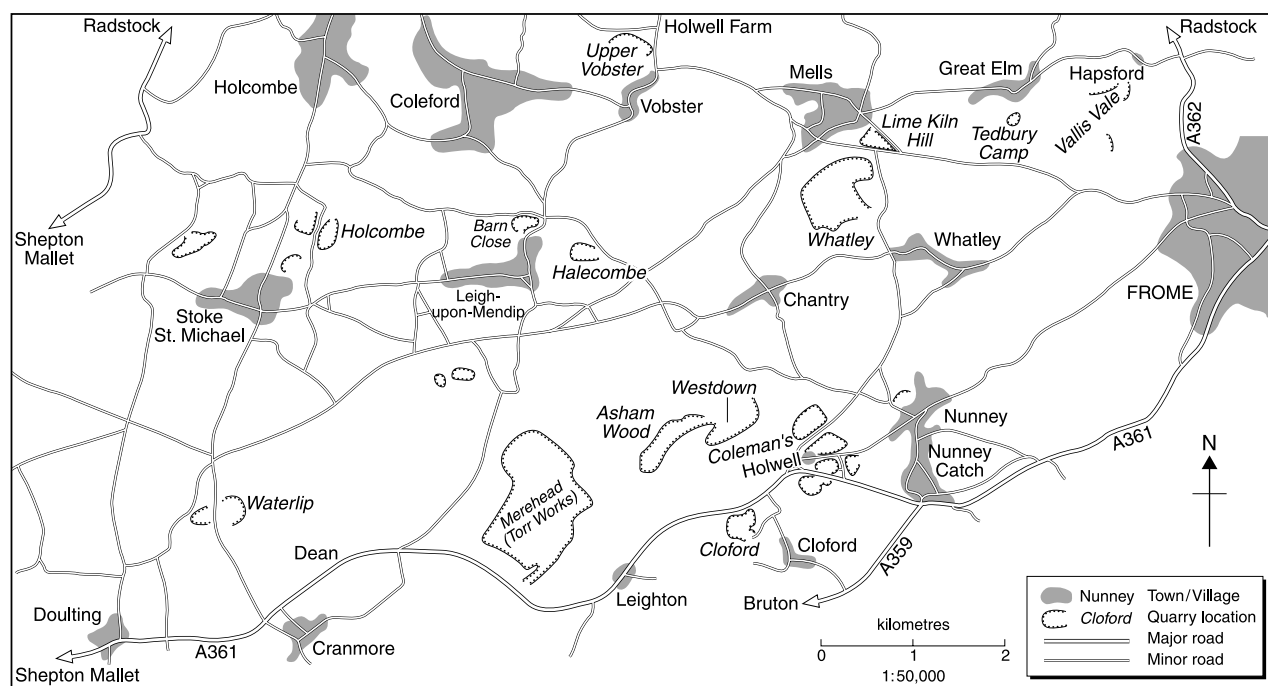 Radstock
Holwell Farm
Radstock
Upper
Vobster
Great Elm
Hapsford
Mells
Holcombe
Coleford
Vobster
Lime Kiln
Hill
Tedbury
Camp
Vallis Vale
A362
Shepton
Mallet
Holcombe
Barn
Close
Halecombe
Whatley
Whatley
Stoke
St. Michael
Leigh-
upon-Mendip
Chantry
FROME
Westdown
Asham
Wood
Nunney
Coleman's
Holwell
Nunney
Catch
A361
N
Waterlip
Merehead
(Torr Works)
Dean
Cloford
Cloford
A359
Leighton
Bruton
Doulting
Cranmore
A361
Shepton Mallet
kilometres
0 1 2
1:50,000
Nunney Town/Village
Cloford Quarry location
Major road
Minor road